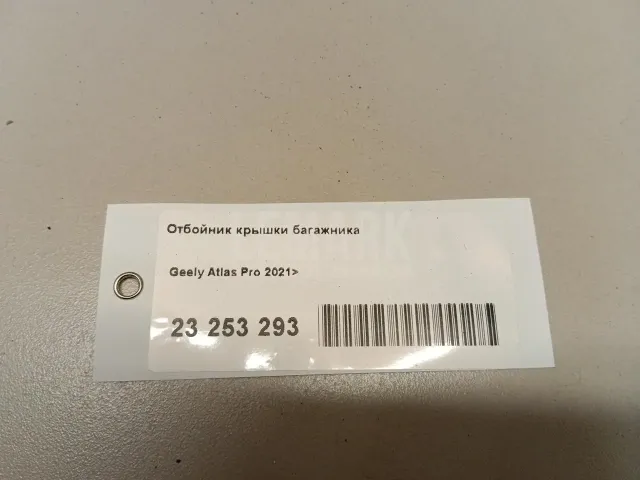 Отбойник крышки багажника
Geely Atlas Pro 2021>
23 253 293